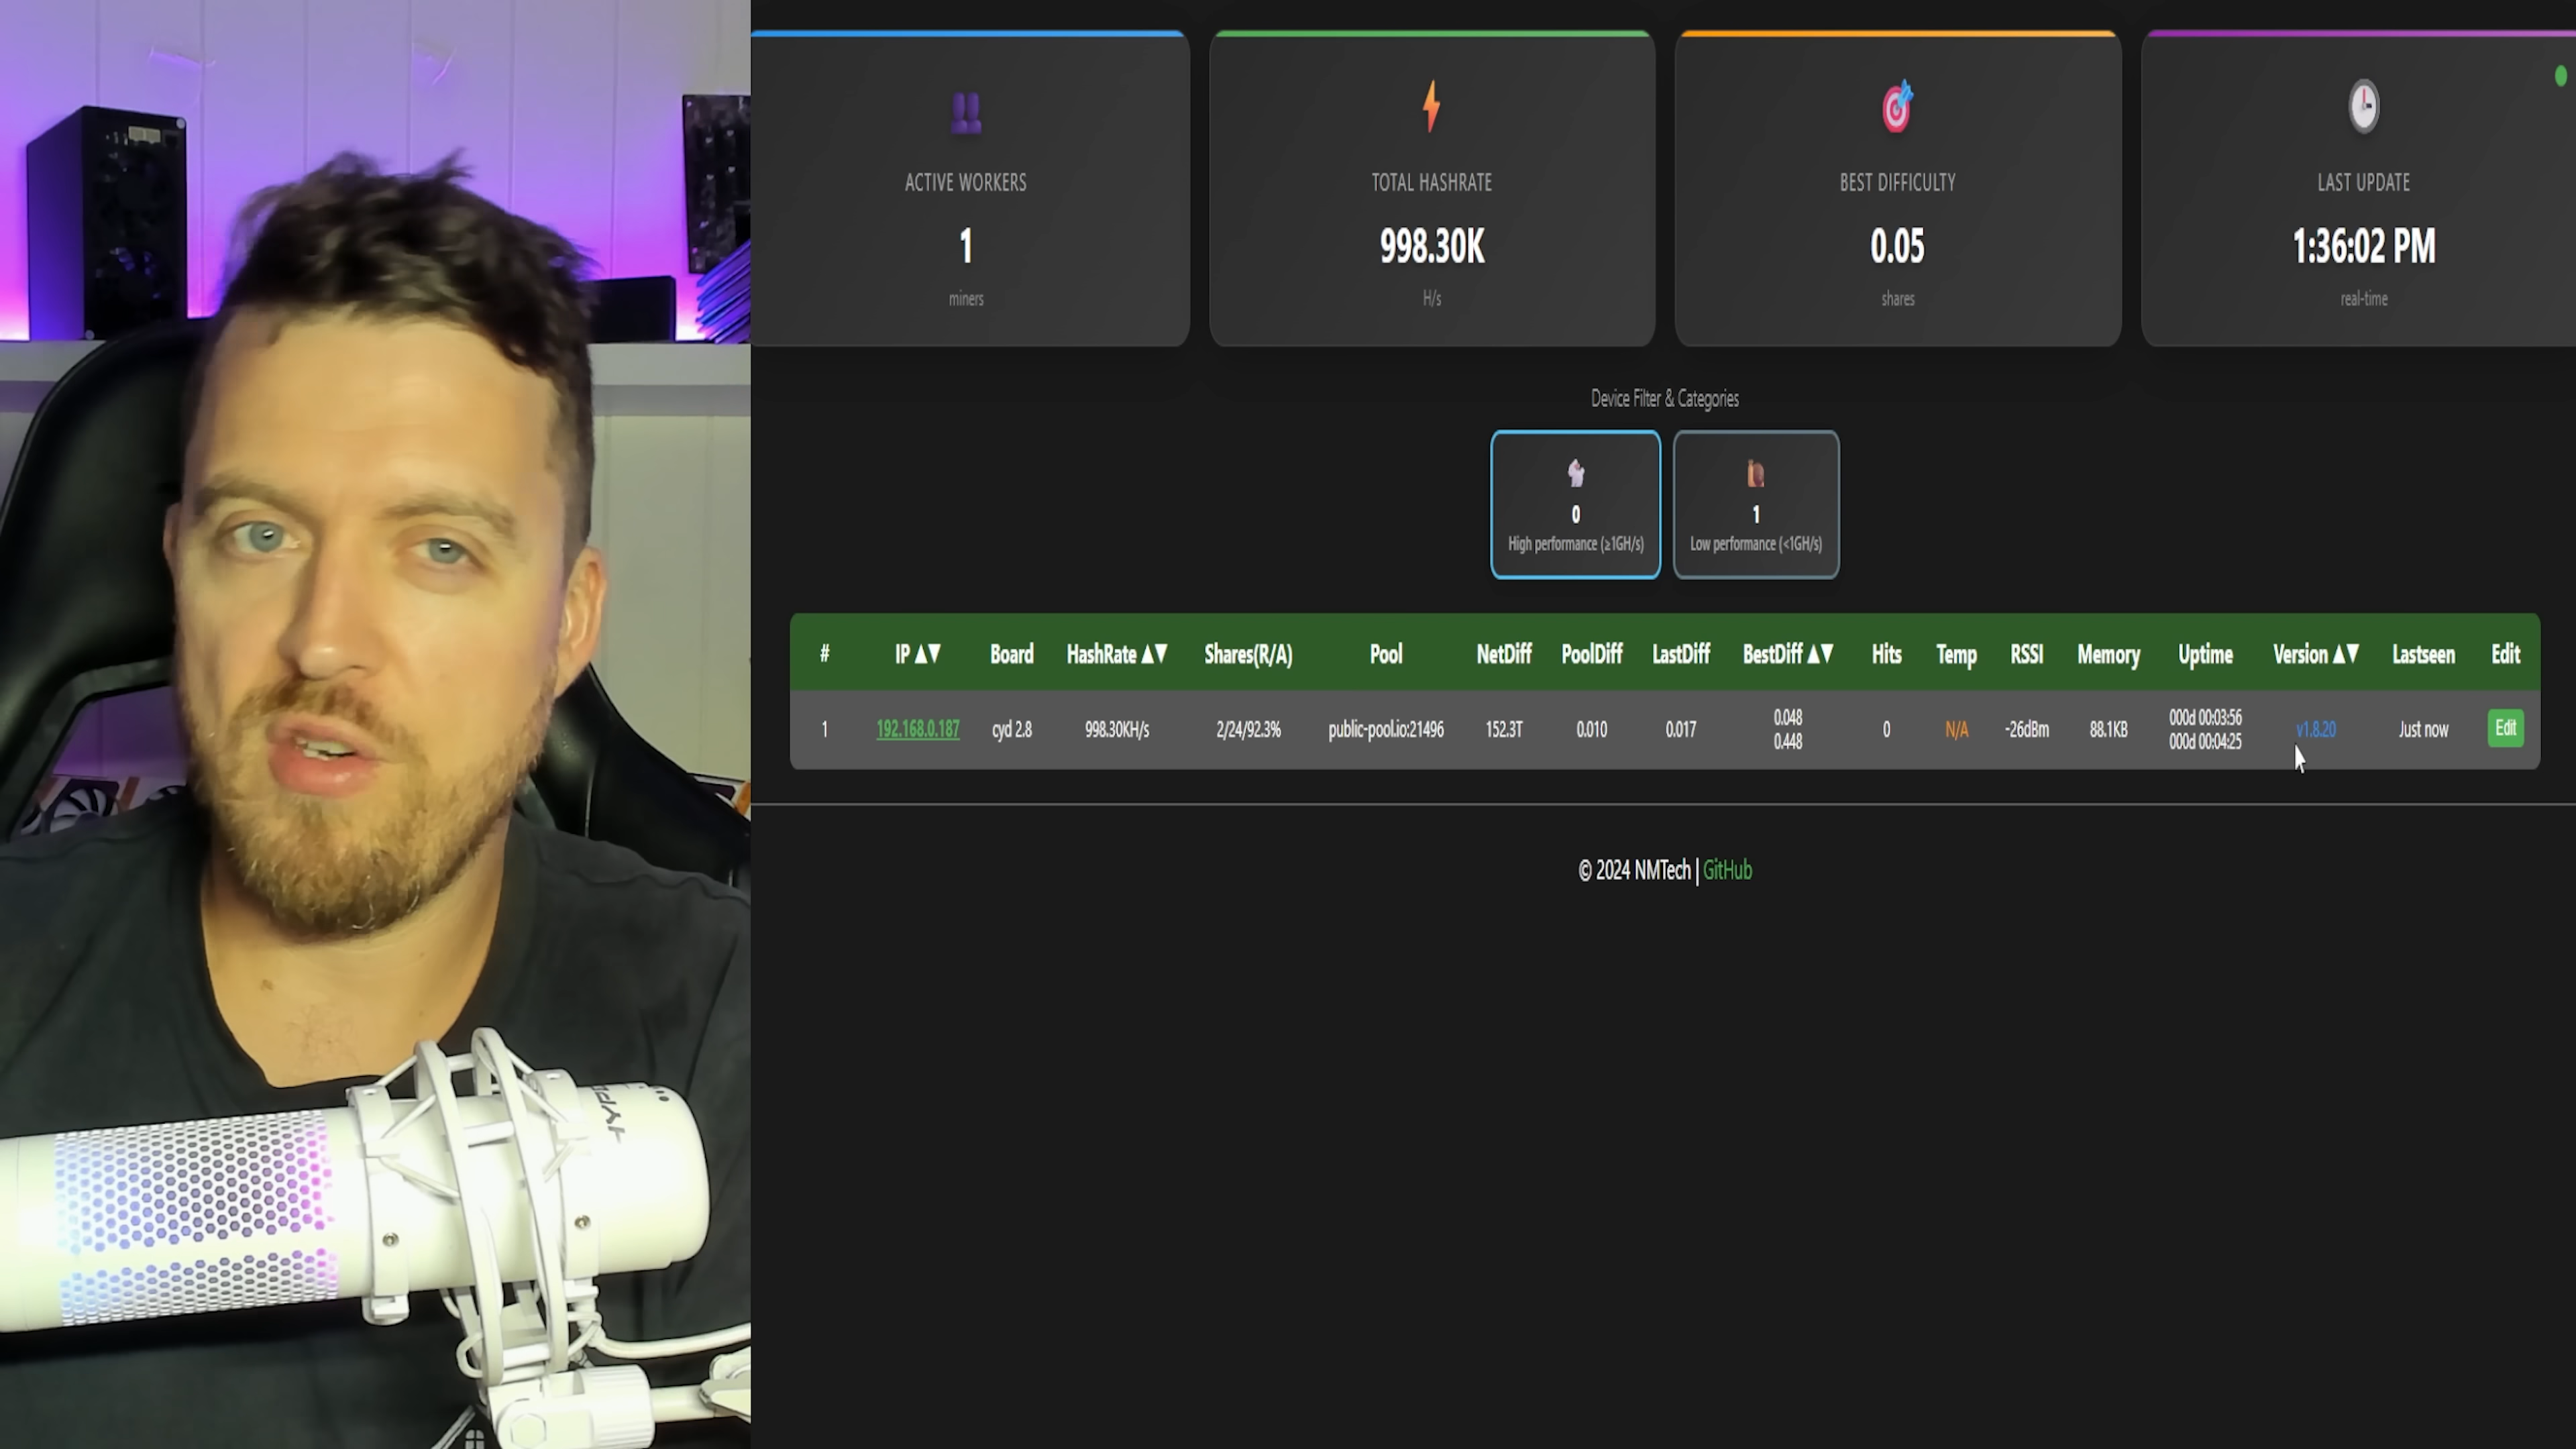 ACTIVE WORKERS
1
miners
TOTAL HASHRATE
998.30K
H/s
BEST DIFFICULTY
0.05
shares
LAST UPDATE
1:36:02 PM
real-time
Device Filter & Categories
0
High performance (≥1GH/s)
1
Low performance (<1GH/s)
# IP ▲▼ Board HashRate ▲▼ Shares(R/A) Pool NetDiff PoolDiff LastDiff BestDiff ▲▼ Hits Temp RSSI Memory Uptime Version ▲▼ Lastseen Edit
1 192.168.0.187 cyd 2.8 998.30KH/s 2/24/92.3% public-pool.io:21496 152.3T 0.010 0.017 0.048 0.448 0 N/A -26dBm 88.1KB 000d 00:03:56 000d 00:04:25 v1.8.20 Just now Edit
© 2024 NMTech | GitHub